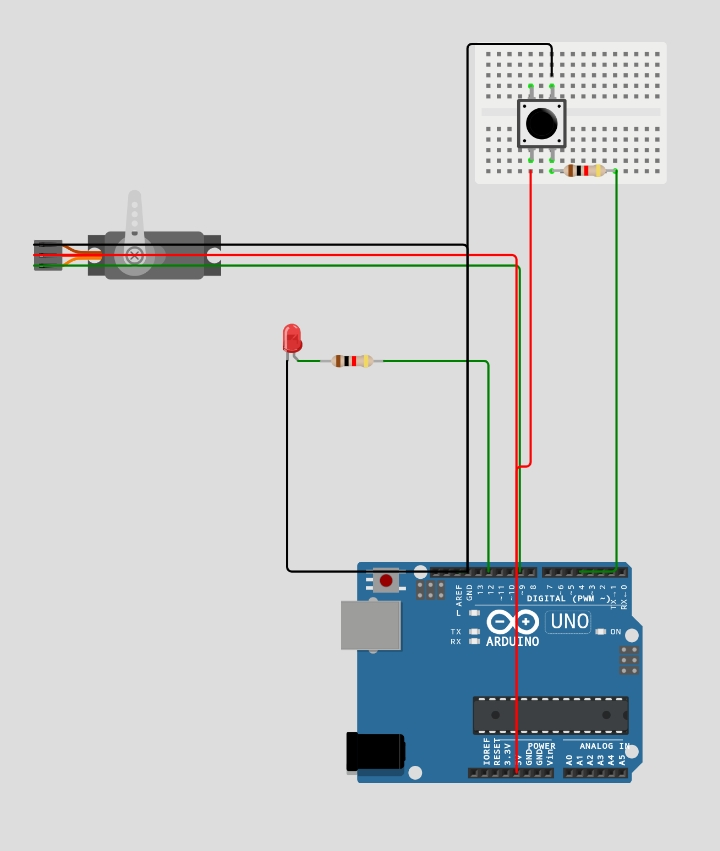 AREF
GND
13
12
~11
~10
~9
8
7
~6
~5
4
~3
2
TX→1
RX←0
DIGITAL (PWM ~)
L
TX
RX
UNO
ON
ARDUINO
IOREF
RESET
3.3V
5V
GND
GND
Vin
POWER
ANALOG IN
A0
A1
A2
A3
A4
A5